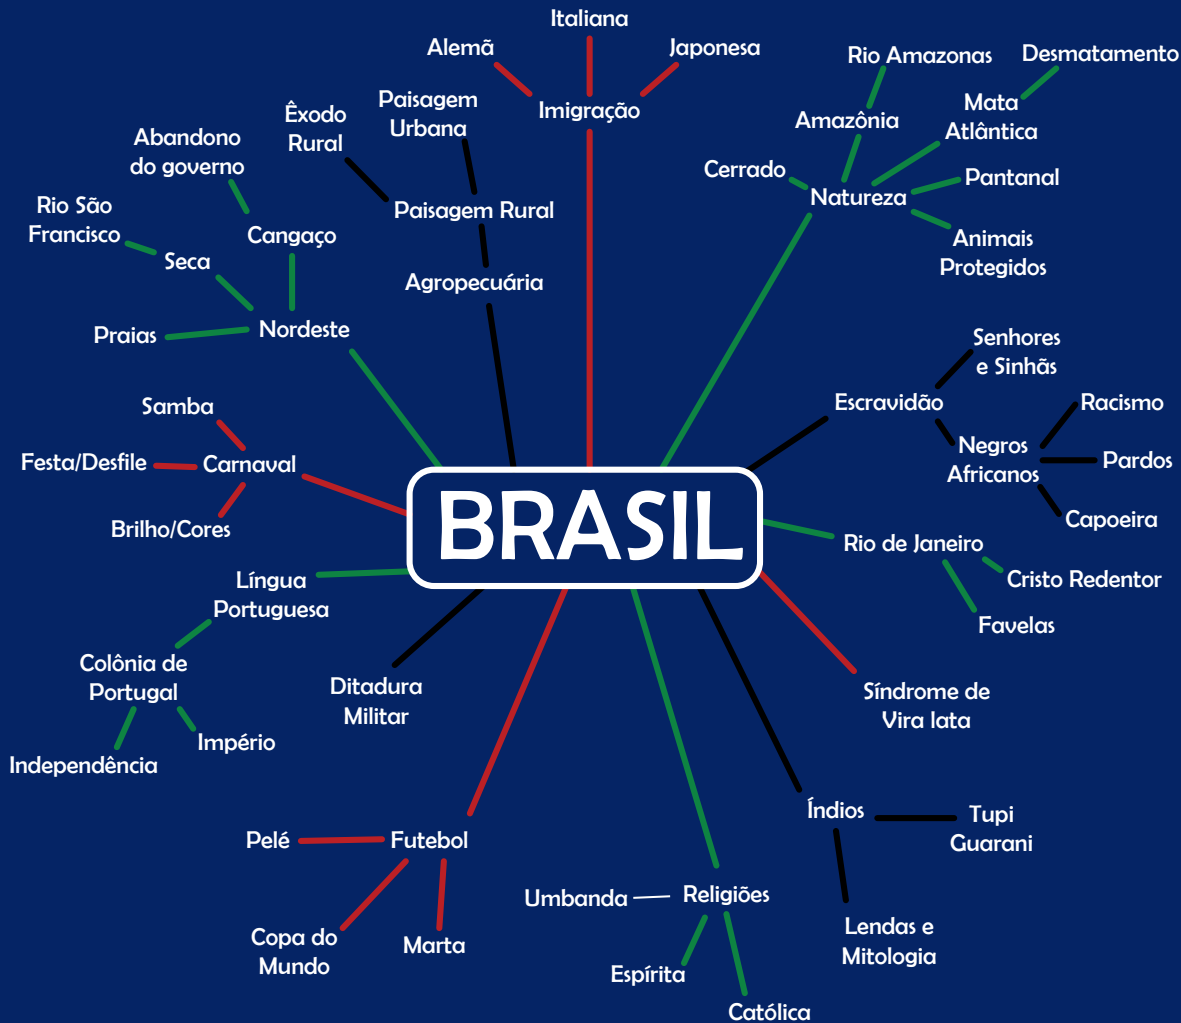 Italiana
Alemã
Japonesa
Imigração
Rio Amazonas
Desmatamento
Amazônia
Mata
Atlântica
Cerrado
Natureza
Pantanal
Animais
Protegidos
Paisagem
Urbana
Êxodo
Rural
Paisagem Rural
Agropecuária
Abandono
do governo
Cangaço
Rio São
Francisco
Seca
Praias
Nordeste
Senhores
e Sinhãs
Escravidão
Racismo
Negros
Africanos
Pardos
Capoeira
Samba
Festa/Desfile
Carnaval
Brilho/Cores
BRASIL
Rio de Janeiro
Cristo Redentor
Favelas
Língua
Portuguesa
Colônia de
Portugal
Império
Independência
Ditadura
Militar
Síndrome de
Vira lata
Índios
Tupi
Guarani
Lendas e
Mitologia
Pelé
Futebol
Copa do
Mundo
Marta
Umbanda
Religiões
Espírita
Católica